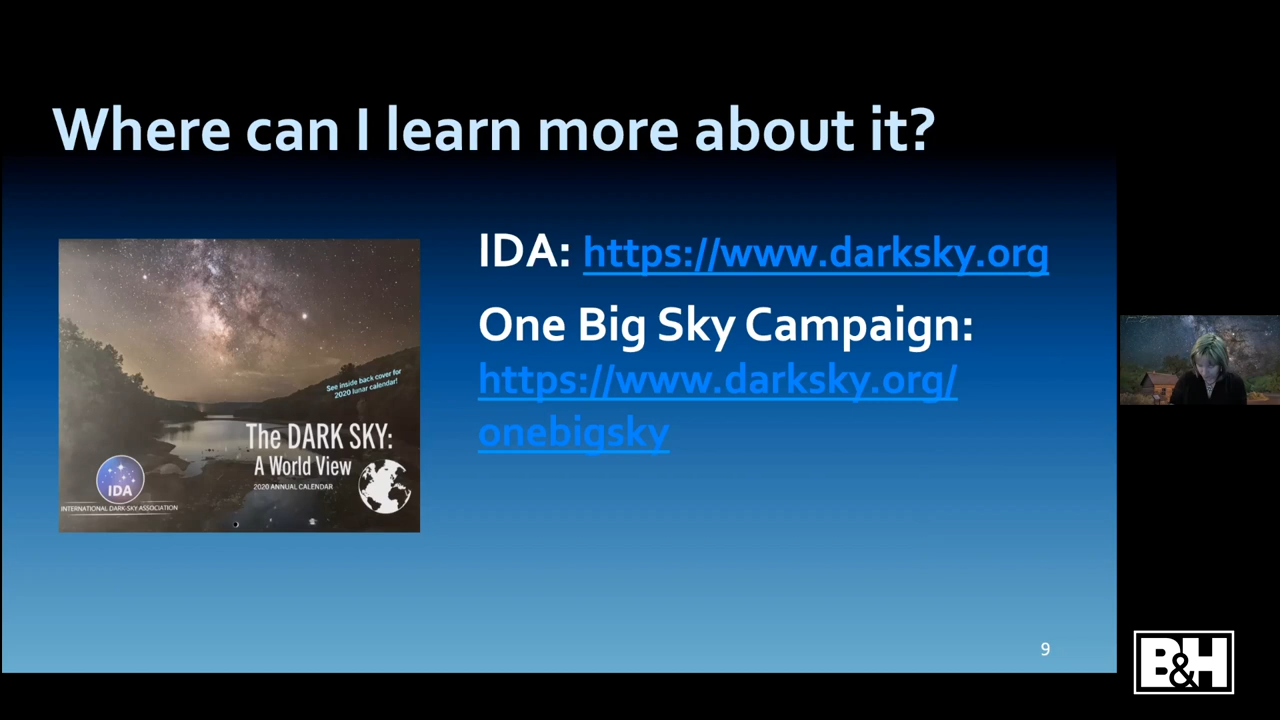 Where can I learn more about it?
IDA: https://www.darksky.org
One Big Sky Campaign:
https://www.darksky.org/
onebigsky
See inside back cover for
2020 lunar calendar!
The DARK SKY:
A World View
2020 ANNUAL CALENDAR
IDA
INTERNATIONAL DARK-SKY ASSOCIATION
9
B&H